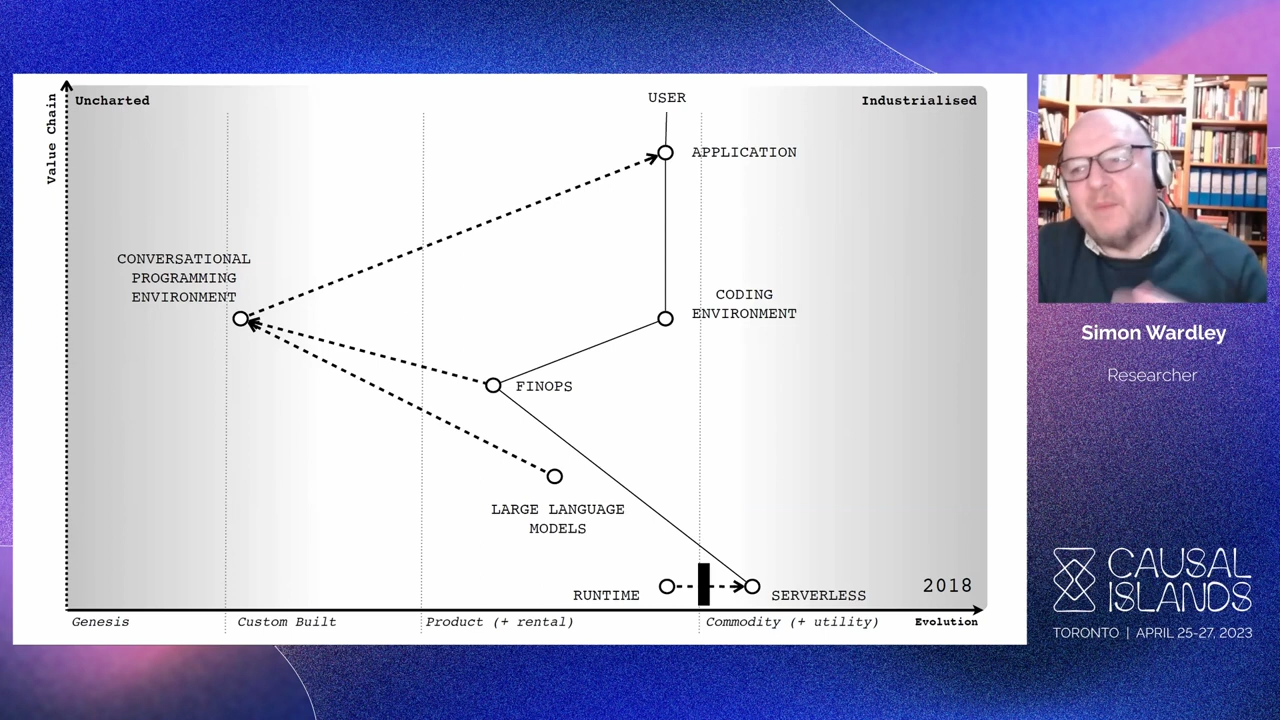 Value Chain
Uncharted
USER
Industrialised
APPLICATION
CONVERSATIONAL
PROGRAMMING
ENVIRONMENT
CODING
ENVIRONMENT
FINOPS
LARGE LANGUAGE
MODELS
RUNTIME
SERVERLESS
2018
Genesis
Custom Built
Product (+ rental)
Commodity (+ utility)
Evolution
Simon Wardley
Researcher
CAUSAL
ISLANDS
TORONTO | APRIL 25-27, 2023